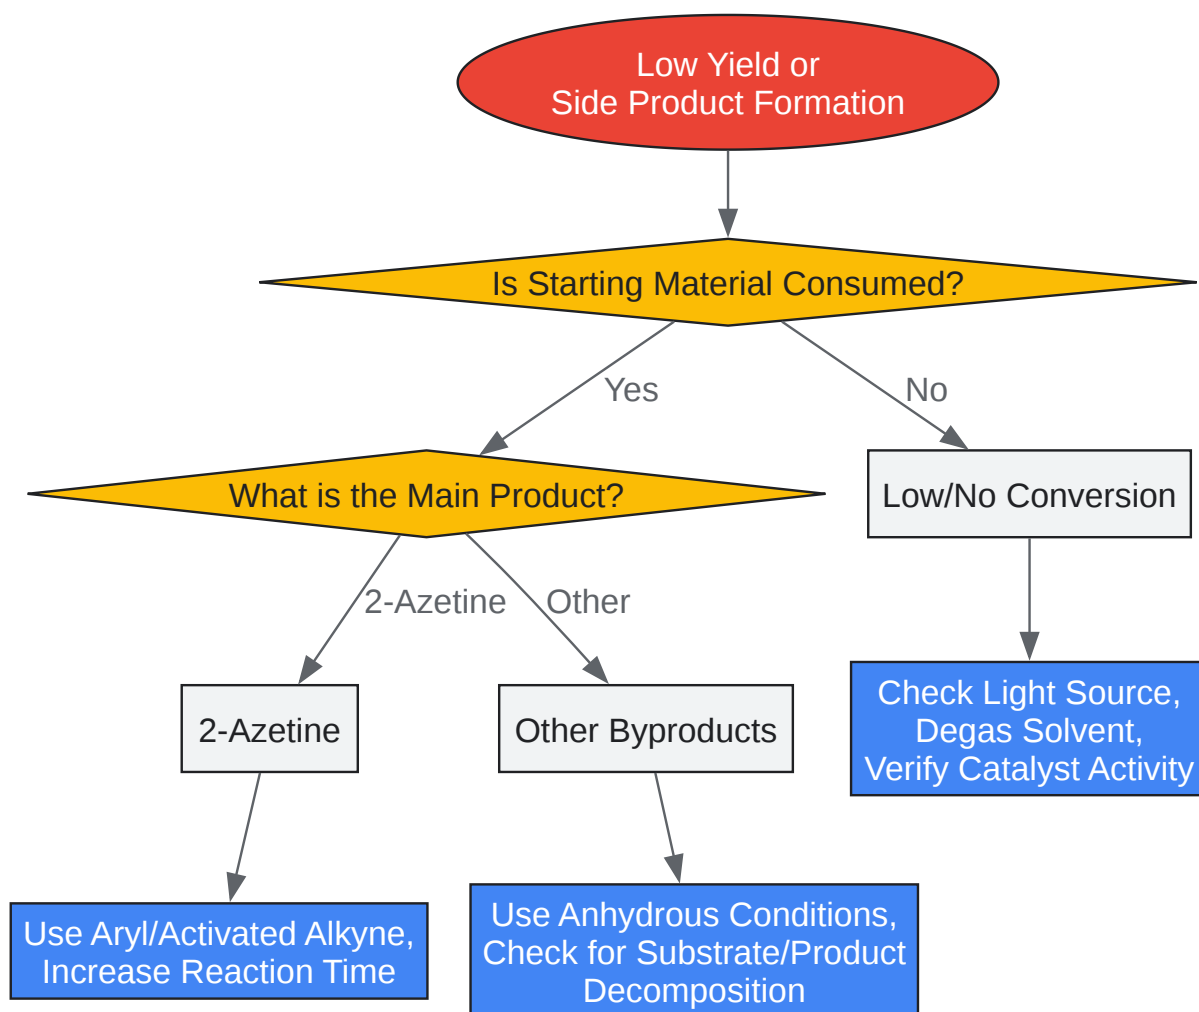 Low Yield or
Side Product Formation
Is Starting Material Consumed?
Yes
No
What is the Main Product?
Low/No Conversion
2-Azetine
Other
Check Light Source,
Degas Solvent,
Verify Catalyst Activity
2-Azetine
Other Byproducts
Use Aryl/Activated Alkyne,
Increase Reaction Time
Use Anhydrous Conditions,
Check for Substrate/Product
Decomposition